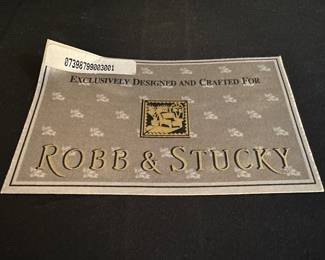 07398799003001
EXCLUSIVELY DESIGNED AND CRAFTED FOR
ROBB & STUCKY